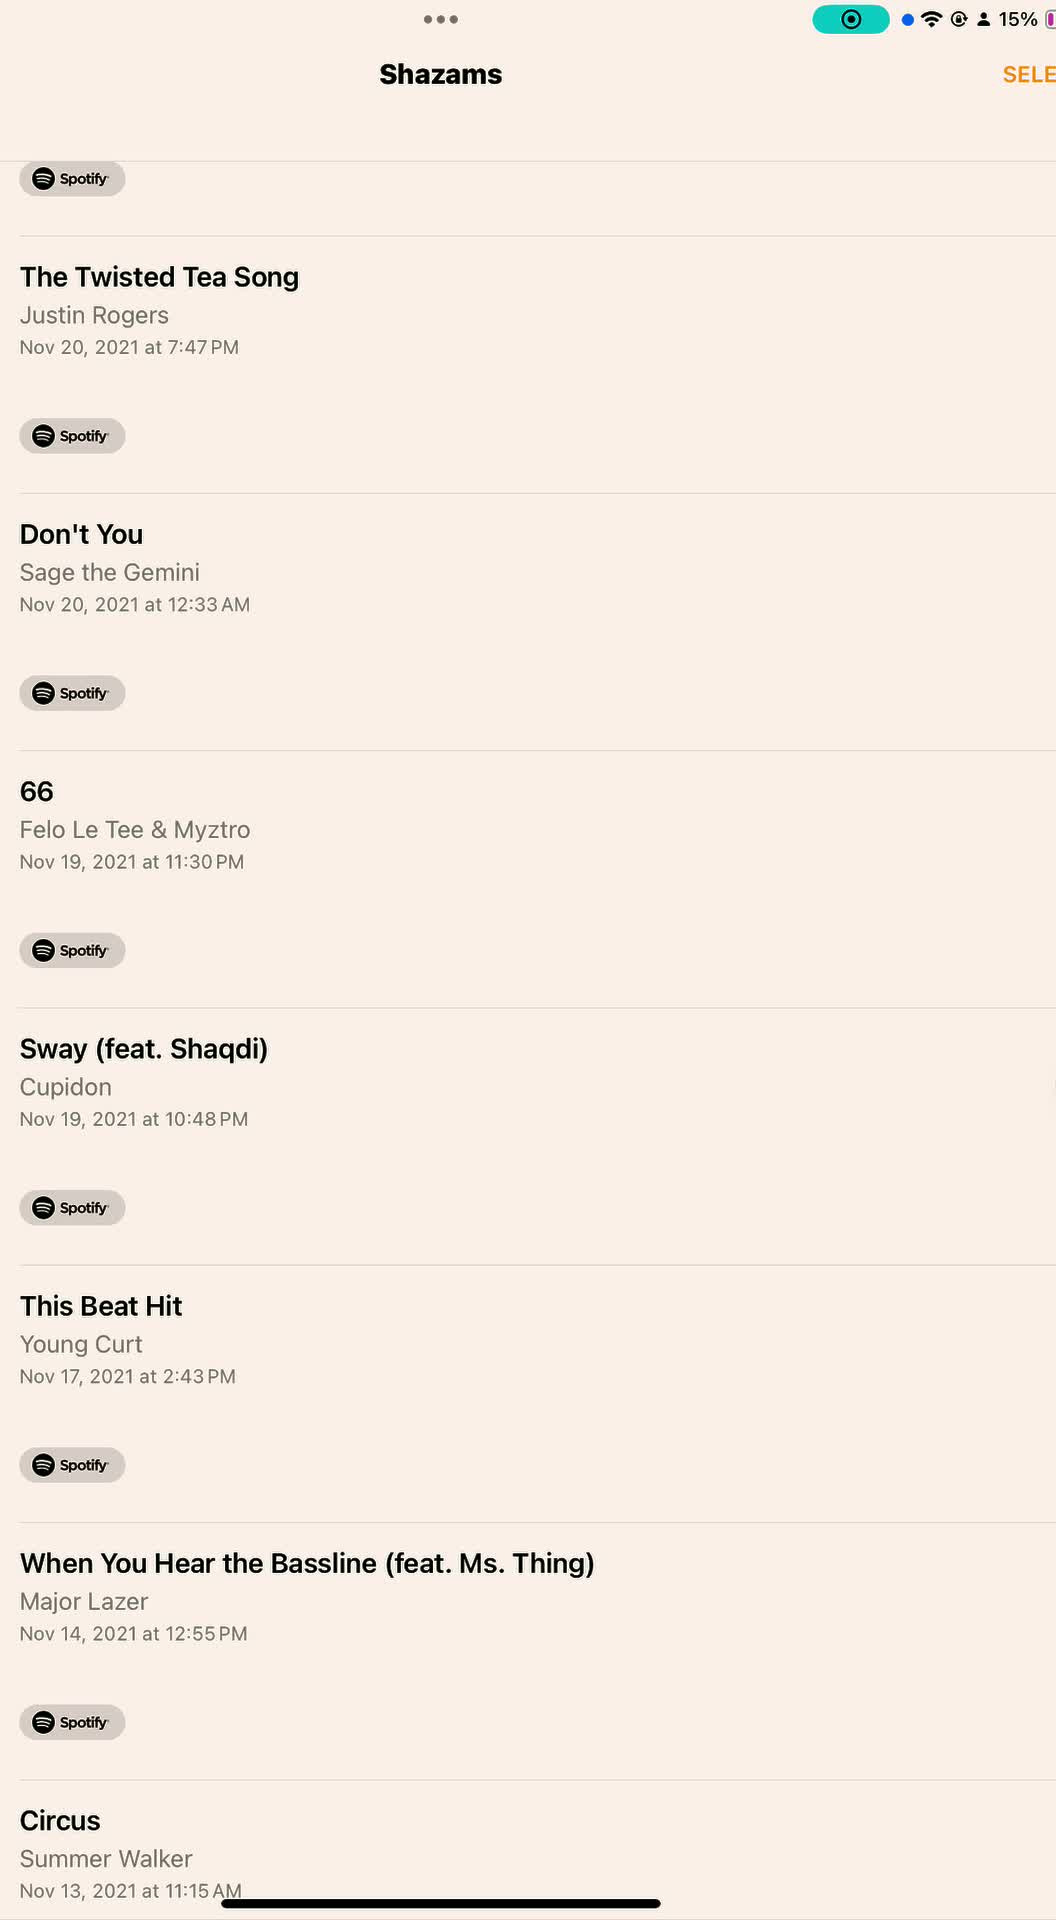 15%
Shazams
SELE
Spotify
The Twisted Tea Song
Justin Rogers
Nov 20, 2021 at 7:47 PM
Spotify
Don't You
Sage the Gemini
Nov 20, 2021 at 12:33 AM
Spotify
66
Felo Le Tee & Myztro
Nov 19, 2021 at 11:30 PM
Spotify
Sway (feat. Shaqdi)
Cupidon
Nov 19, 2021 at 10:48 PM
Spotify
This Beat Hit
Young Curt
Nov 17, 2021 at 2:43 PM
Spotify
When You Hear the Bassline (feat. Ms. Thing)
Major Lazer
Nov 14, 2021 at 12:55 PM
Spotify
Circus
Summer Walker
Nov 13, 2021 at 11:15 AM